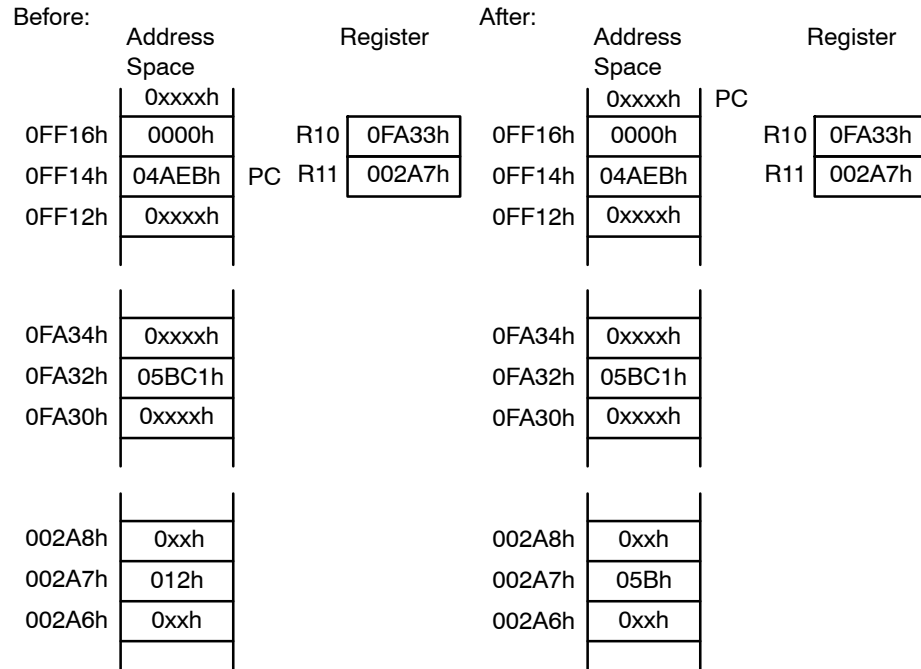 Before: After:
Address Register Address Register
Space Space
0xxxxh 0xxxxh PC
0FF16h 0000h R10 0FA33h 0FF16h 0000h R10 0FA33h
0FF14h 04AEBh PC R11 002A7h 0FF14h 04AEBh R11 002A7h
0FF12h 0xxxxh 0FF12h 0xxxxh
0FA34h 0xxxxh 0FA34h 0xxxxh
0FA32h 05BC1h 0FA32h 05BC1h
0FA30h 0xxxxh 0FA30h 0xxxxh
002A8h 0xxh 002A8h 0xxh
002A7h 012h 002A7h 05Bh
002A6h 0xxh 002A6h 0xxh